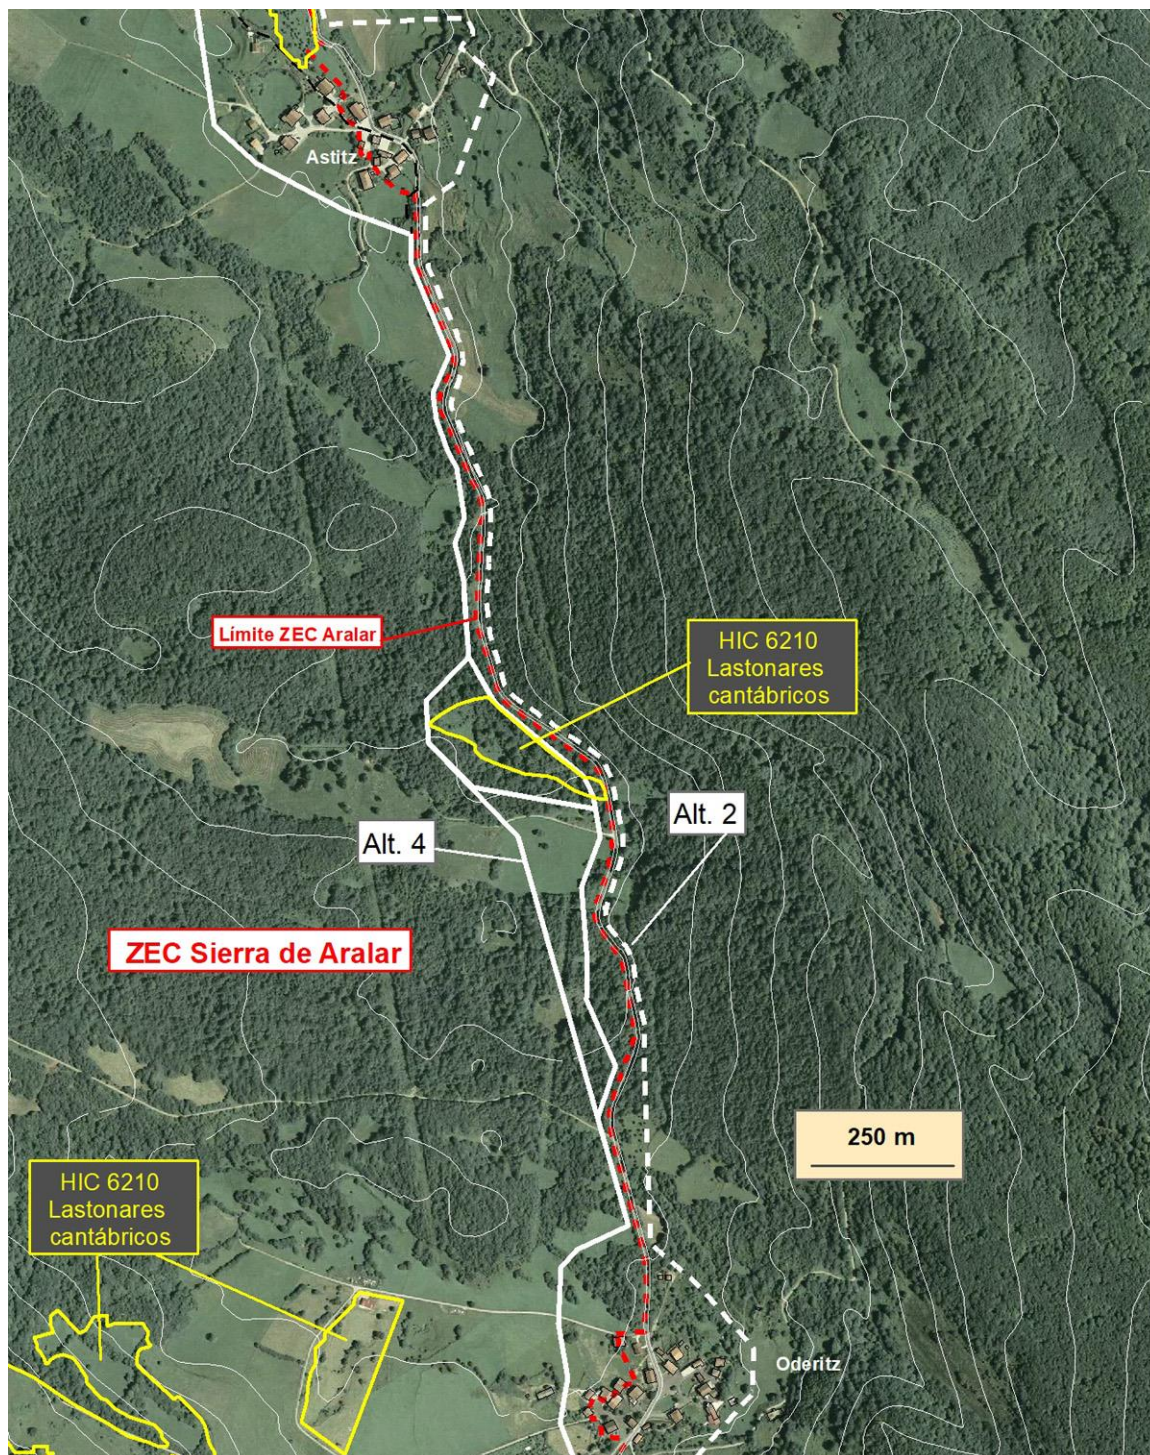 Astitz
Límite ZEC Aralar
HIC 6210
Lastonares
cantábricos
Alt. 4
Alt. 2
ZEC Sierra de Aralar
250 m
HIC 6210
Lastonares
cantábricos
Oderitz